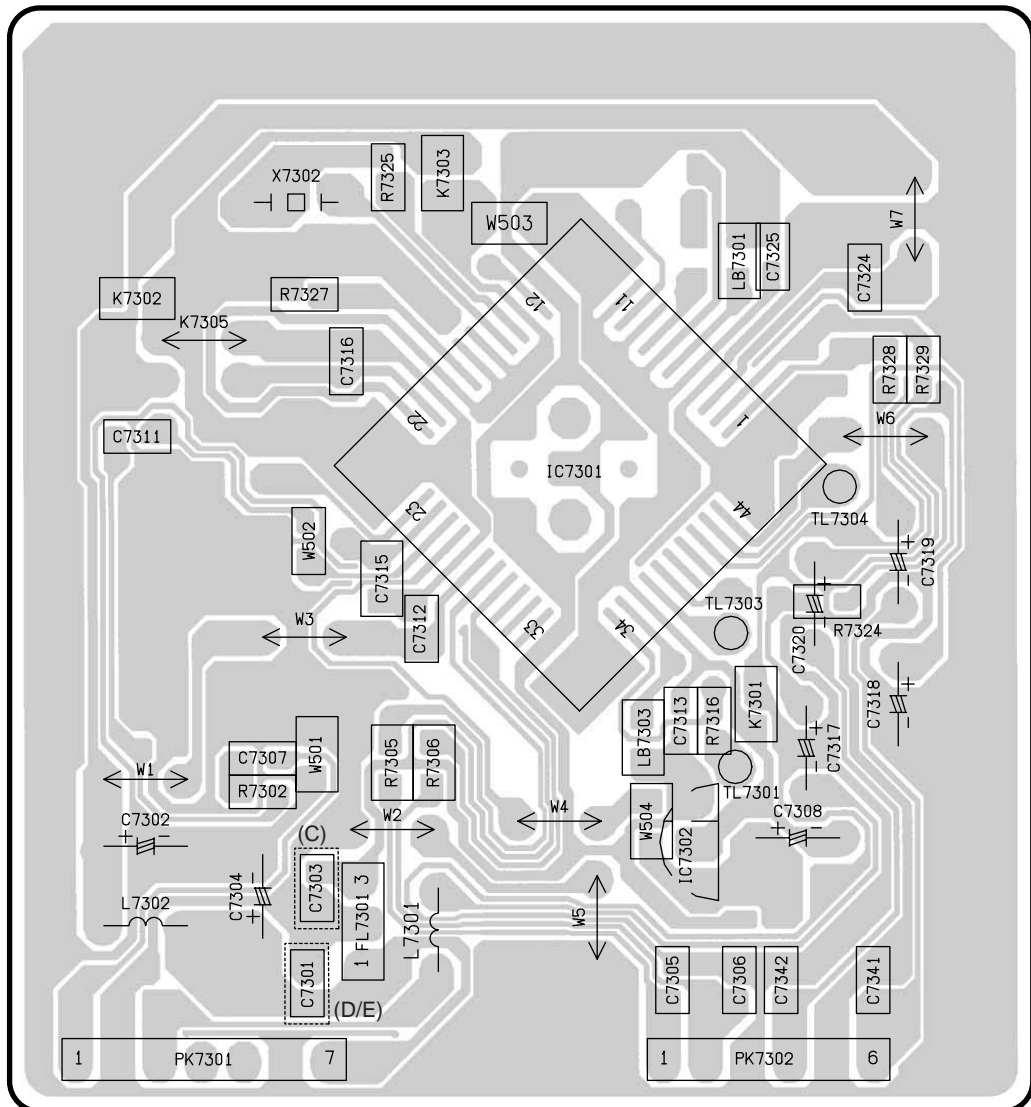 X7302
R7325
K7303
W503
LB7301
C7325
W7
C7324
K7302
R7327
12
11
K7305
C7316
R7328
R7329
22
1
W6
C7311
IC7301
23
44
TL7304
W502
C7319
C7315
TL7303
C7312
W3
33
34
C7320
R7324
K7301
C7318
LB7303
C7313
R7316
C7317
C7307
W501
R7305
R7306
W1
R7302
TL7301
C7302
W2
W4
W504
IC7302
C7308
+ -
(C)
C7304
C7303
FL7301
1 3
L7302
L7301
W5
C7301
(D/E)
C7305
C7306
C7342
C7341
1 PK7301 7
1 PK7302 6